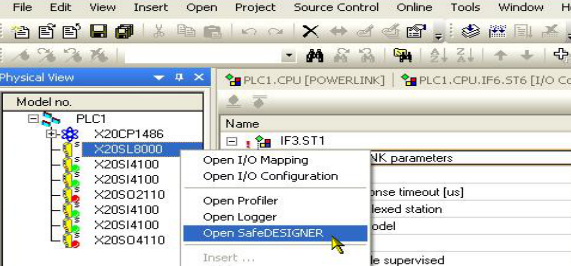 File Edit View Insert Open Project Source Control Online Tools Window
Physical View
PLC1.CPU [POWERLINK] PLC1.CPU.IF6.ST6 [I/O Co
Model no.
Name
PLC1
X20CP1486
IF3.ST1
X20SL8000
X20SI4100
X20SI4100
X20SO2110
X20SI4100
X20SI4100
X20SO4110
Open I/O Mapping
Open I/O Configuration
Open Profiler
Open Logger
Open SafeDESIGNER
Insert ...
NK parameters
onse timeout [us]
lexed station
odel
le supervised